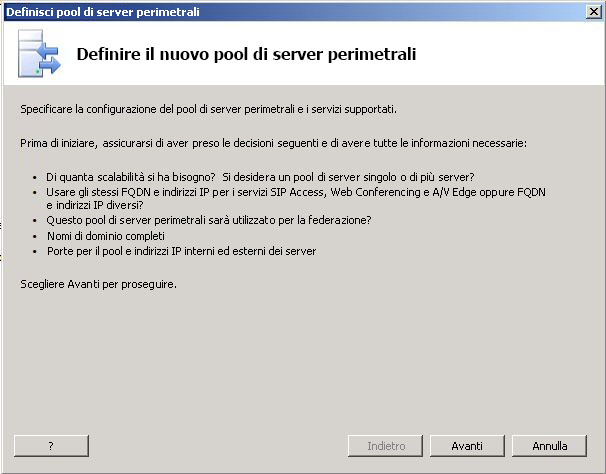 Definisci pool di server perimetrali
Definire il nuovo pool di server perimetrali
Specificare la configurazione del pool di server perimetrali e i servizi supportati.
Prima di iniziare, assicurarsi di aver preso le decisioni seguenti e di avere tutte le informazioni necessarie:
• Di quanta scalabilità si ha bisogno? Si desidera un pool di server singolo o di più server?
• Usare gli stessi FQDN e indirizzi IP per i servizi SIP Access, Web Conferencing e A/V Edge oppure FQDN
e indirizzi IP diversi?
• Questo pool di server perimetrali sarà utilizzato per la federazione?
• Nomi di dominio completi
• Porte per il pool e indirizzi IP interni ed esterni dei server
Scegliere Avanti per proseguire.
? Indietro Avanti Annulla